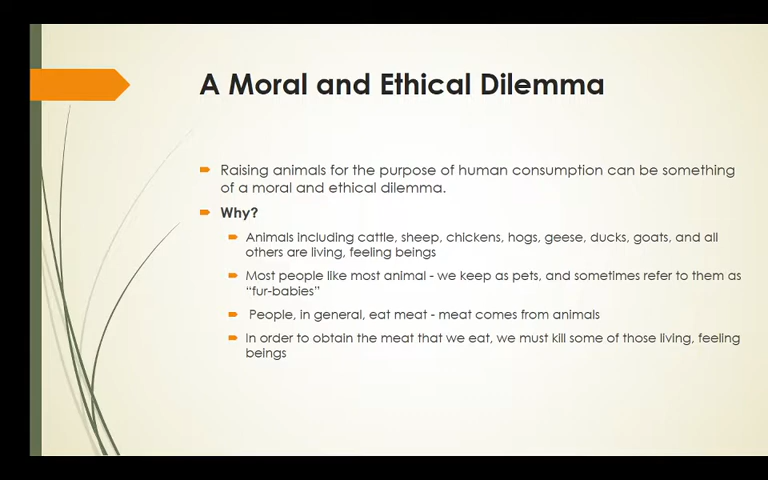 A Moral and Ethical Dilemma
Raising animals for the purpose of human consumption can be something
of a moral and ethical dilemma.
Why?
Animals including cattle, sheep, chickens, hogs, geese, ducks, goats, and all
others are living, feeling beings
Most people like most animal - we keep as pets, and sometimes refer to them as
“fur-babies”
People, in general, eat meat - meat comes from animals
In order to obtain the meat that we eat, we must kill some of those living, feeling
beings